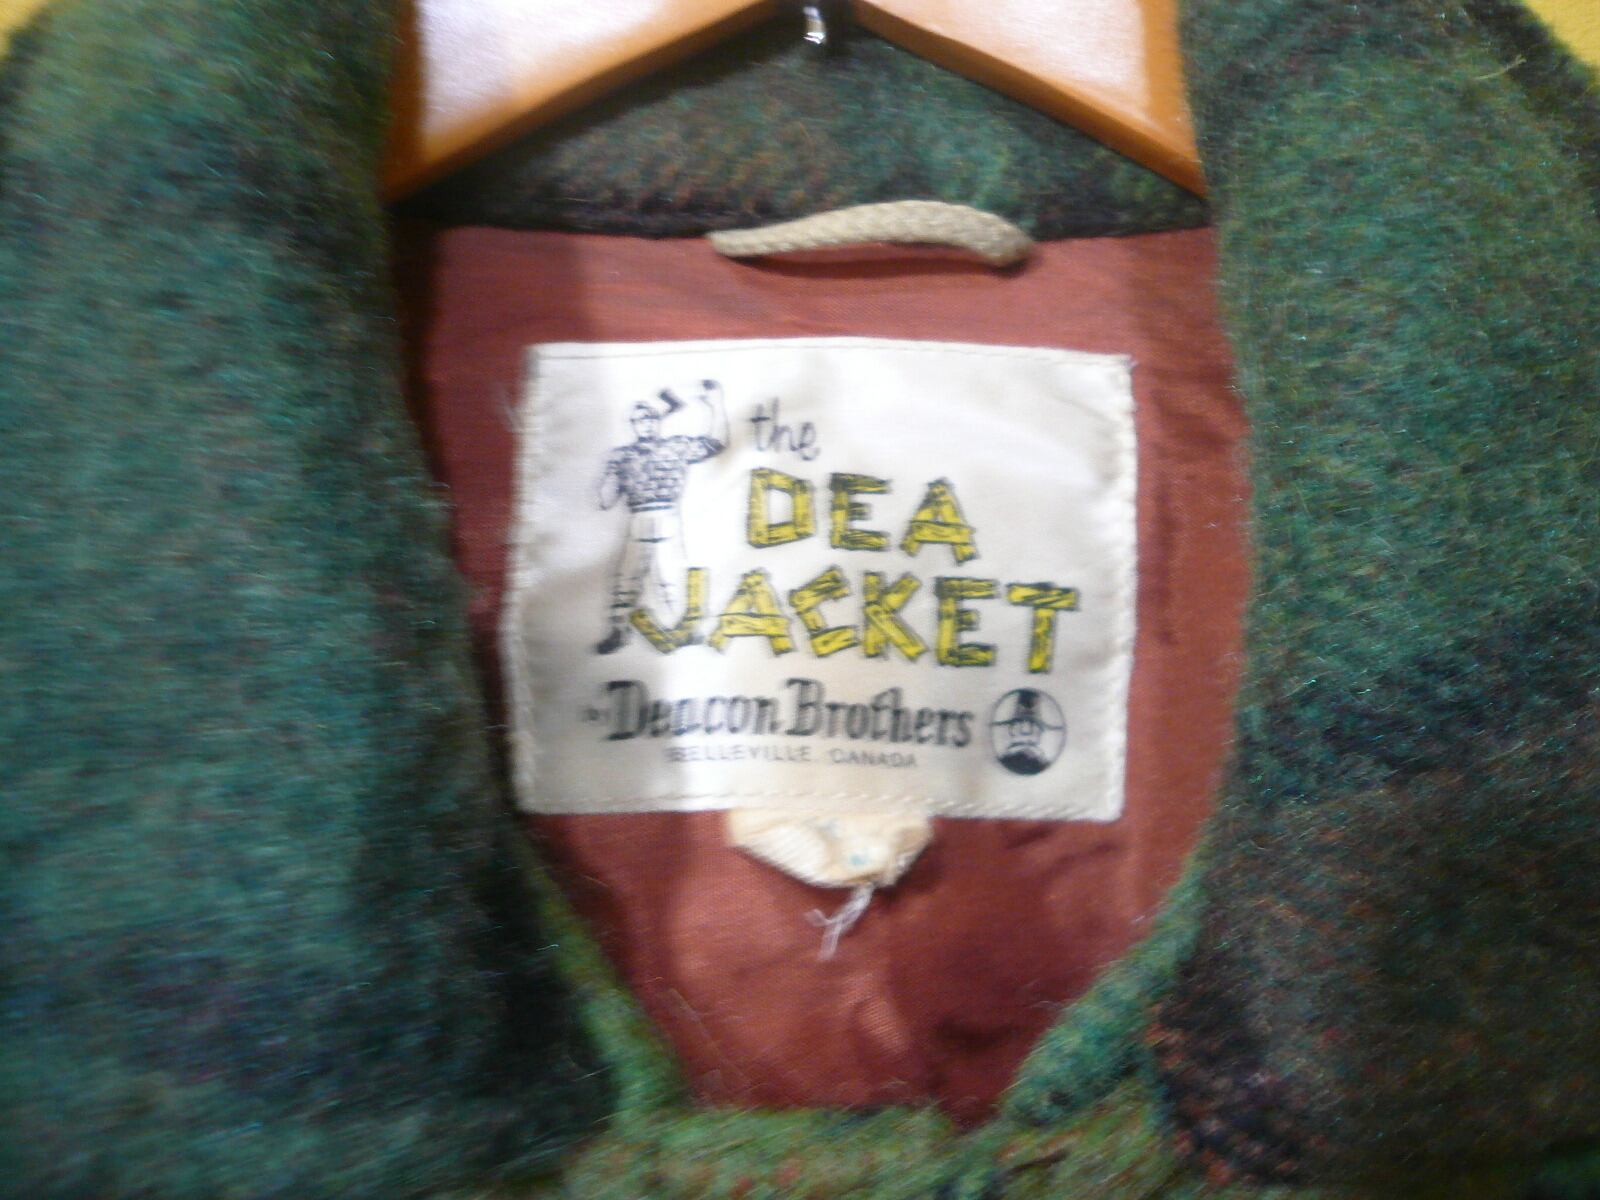 the
DEA
JACKET
by Deacon Brothers
BELLEVILLE CANADA